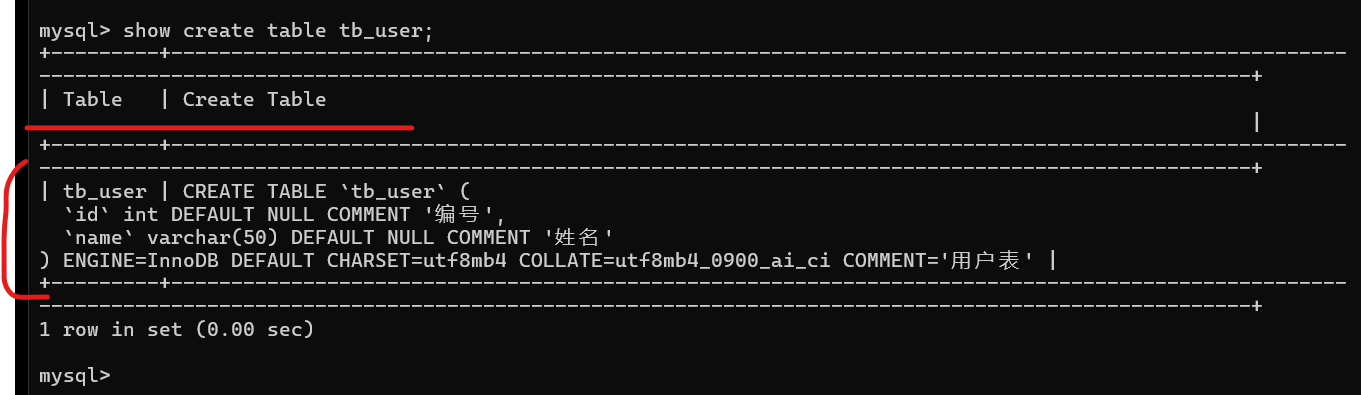 mysql> show create table tb_user;
+---------+--------------------------------------------------------------------------------------------------
-----------------------------------------------------------------------------------------------------+
| Table   | Create Table
|
+---------+--------------------------------------------------------------------------------------------------
-----------------------------------------------------------------------------------------------------+
| tb_user | CREATE TABLE `tb_user` (
  `id` int DEFAULT NULL COMMENT '编号',
  `name` varchar(50) DEFAULT NULL COMMENT '姓名'
) ENGINE=InnoDB DEFAULT CHARSET=utf8mb4 COLLATE=utf8mb4_0900_ai_ci COMMENT='用户表' |
+---------+--------------------------------------------------------------------------------------------------
-----------------------------------------------------------------------------------------------------+
1 row in set (0.00 sec)
mysql>